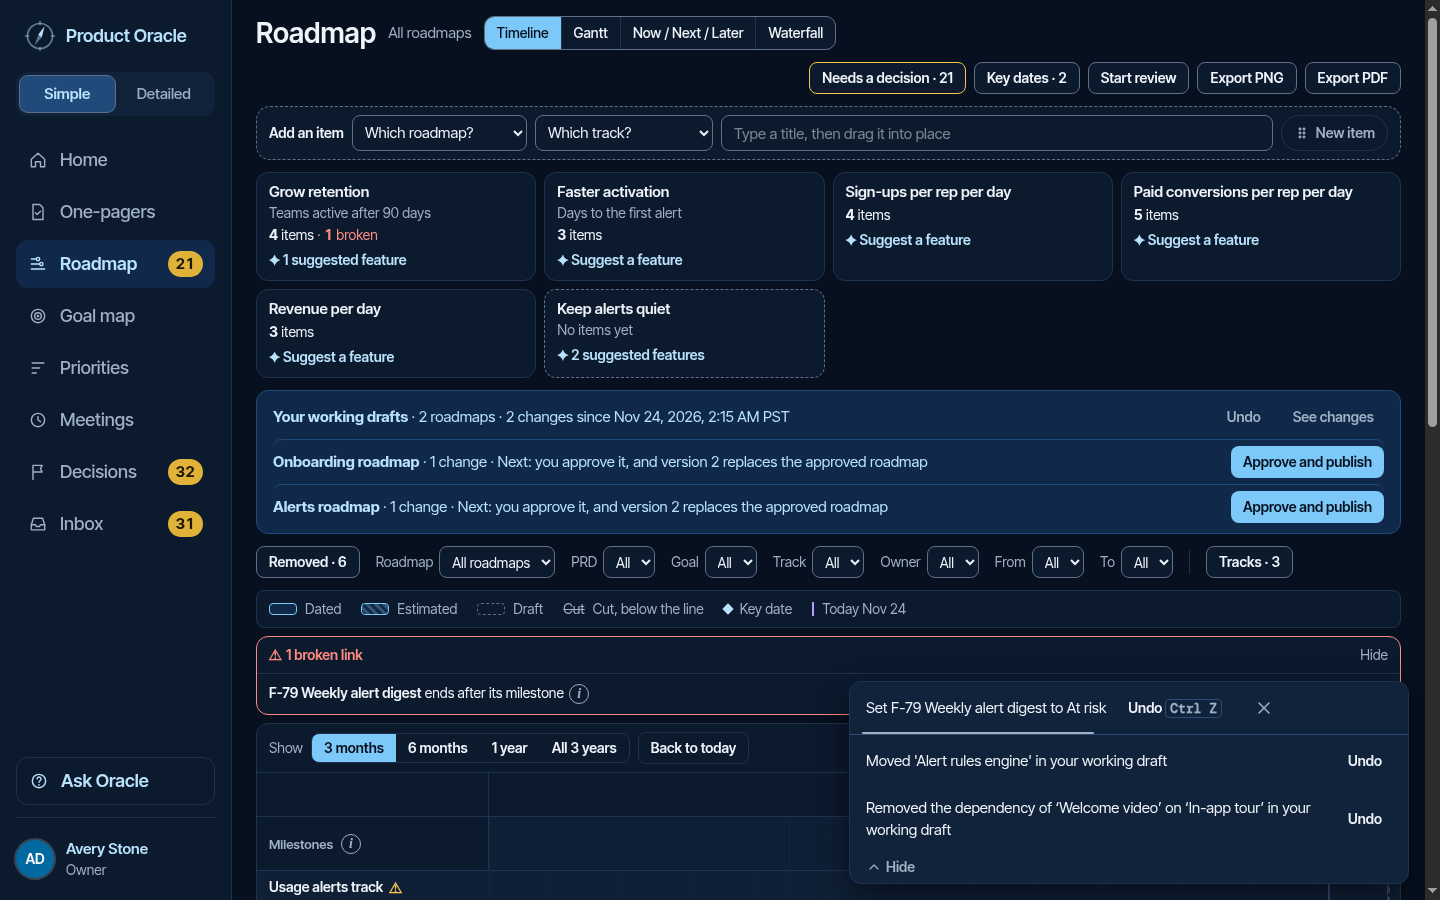 Product Oracle
Simple
Detailed
Home
One-pagers
Roadmap
21
Goal map
Priorities
Meetings
Decisions
32
Inbox
31
Ask Oracle
AD
Avery Stone
Owner
Roadmap
All roadmaps
Timeline
Gantt
Now / Next / Later
Waterfall
Needs a decision · 21
Key dates · 2
Start review
Export PNG
Export PDF
Add an item
Which roadmap?
Which track?
Type a title, then drag it into place
New item
Grow retention
Teams active after 90 days
4 items · 1 broken
1 suggested feature
Faster activation
Days to the first alert
3 items
Suggest a feature
Sign-ups per rep per day
4 items
Suggest a feature
Paid conversions per rep per day
5 items
Suggest a feature
Revenue per day
3 items
Suggest a feature
Keep alerts quiet
No items yet
2 suggested features
Your working drafts · 2 roadmaps · 2 changes since Nov 24, 2026, 2:15 AM PST
Undo
See changes
Onboarding roadmap · 1 change · Next: you approve it, and version 2 replaces the approved roadmap
Approve and publish
Alerts roadmap · 1 change · Next: you approve it, and version 2 replaces the approved roadmap
Approve and publish
Removed · 6
Roadmap
All roadmaps
PRD
All
Goal
All
Track
All
Owner
All
From
All
To
All
Tracks · 3
Dated
Estimated
Draft
Cut
Cut, below the line
Key date
Today Nov 24
1 broken link
Hide
F-79 Weekly alert digest ends after its milestone
Show
3 months
6 months
1 year
All 3 years
Back to today
Milestones
Usage alerts track
Set F-79 Weekly alert digest to At risk
Undo Ctrl Z
Moved 'Alert rules engine' in your working draft
Undo
Removed the dependency of ‘Welcome video’ on ‘In-app tour’ in your
working draft
Undo
Hide